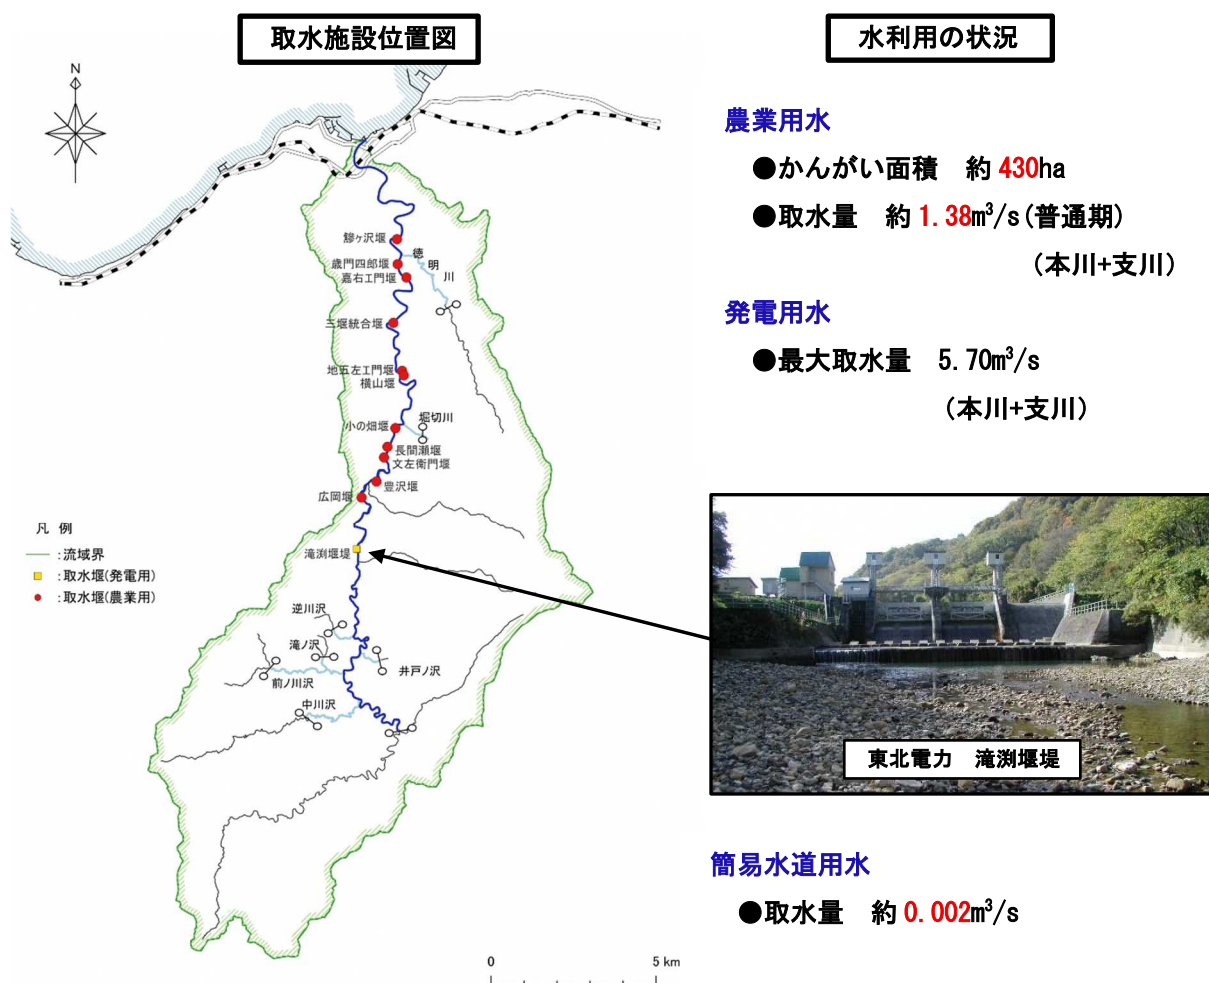 取水施設位置図
水利用の状況
N
農業用水
●かんがい面積　約430ha
●取水量　約1.38m³/s(普通期)
(本川+支川)
発電用水
●最大取水量　5.70m³/s
(本川+支川)
鯵ヶ沢堰
徳明川
歳門四郎堰
嘉右エ門堰
三堰統合堰
地五左エ門堰
横山堰
小の畑堰
堀切川
長間瀬堰
文左衛門堰
豊沢堰
広岡堰
滝渕堰堤
凡 例
:流域界
:取水堰(発電用)
:取水堰(農業用)
逆川沢
滝ノ沢
前ノ川沢
井戸ノ沢
中川沢
東北電力　滝渕堰堤
簡易水道用水
●取水量　約0.002m³/s
0 5 km